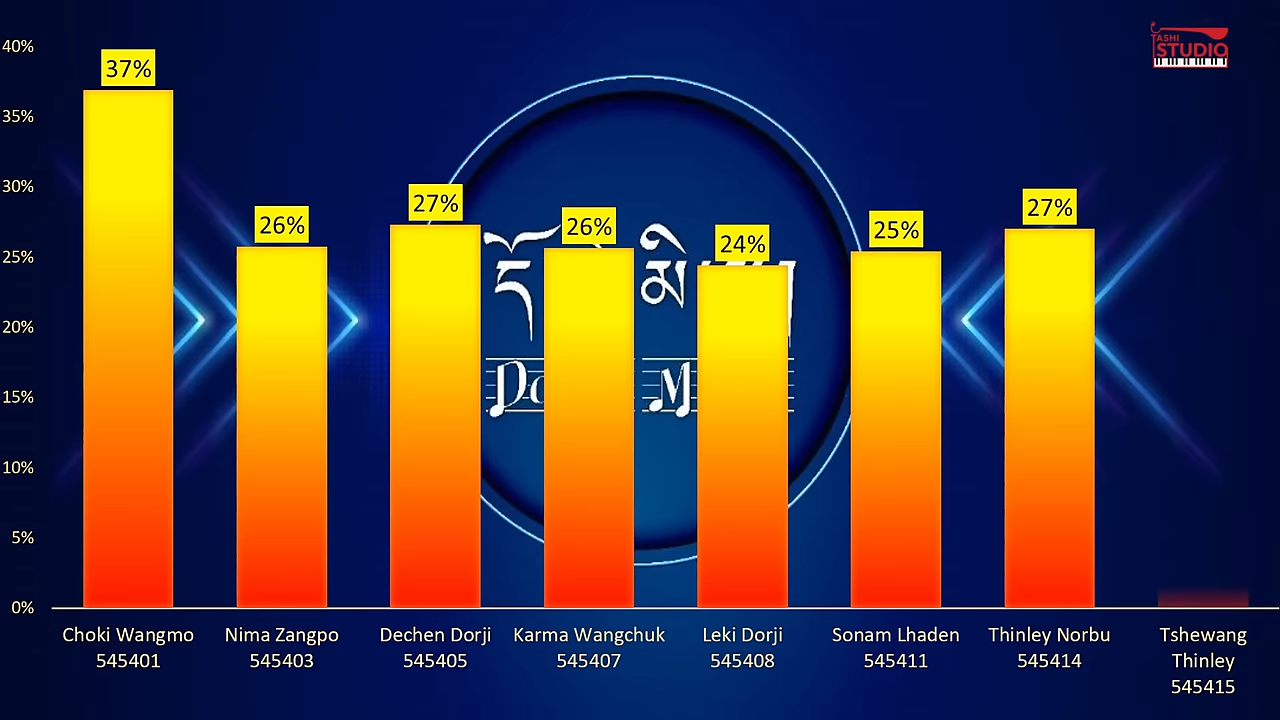 TASHI
STUDIO
40%
35%
30%
25%
20%
15%
10%
5%
0%
37%
26%
27%
26%
24%
25%
27%
Choki Wangmo
545401
Nima Zangpo
545403
Dechen Dorji
545405
Karma Wangchuk
545407
Leki Dorji
545408
Sonam Lhaden
545411
Thinley Norbu
545414
Tshewang
Thinley
545415